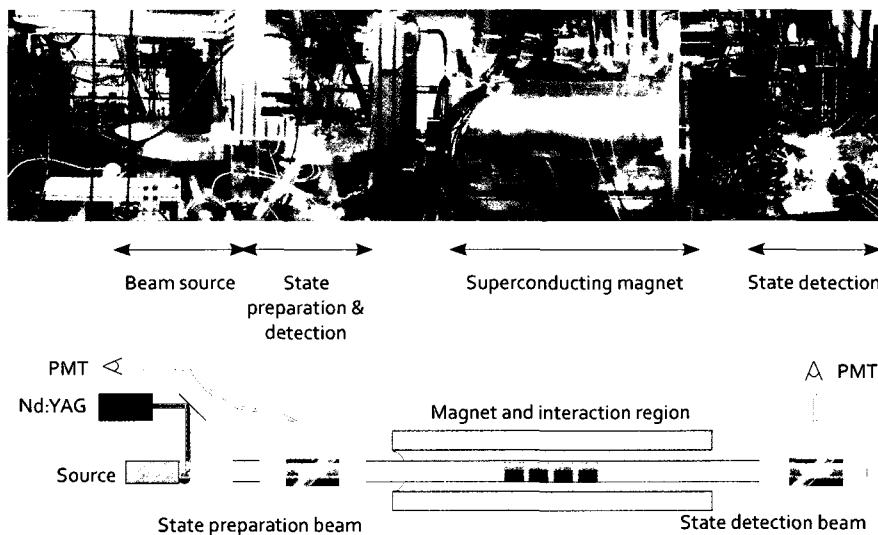 Beam source
State
preparation &
detection
Superconducting magnet
State detection
PMT
PMT
Nd:YAG
Magnet and interaction region
Source
State preparation beam
State detection beam